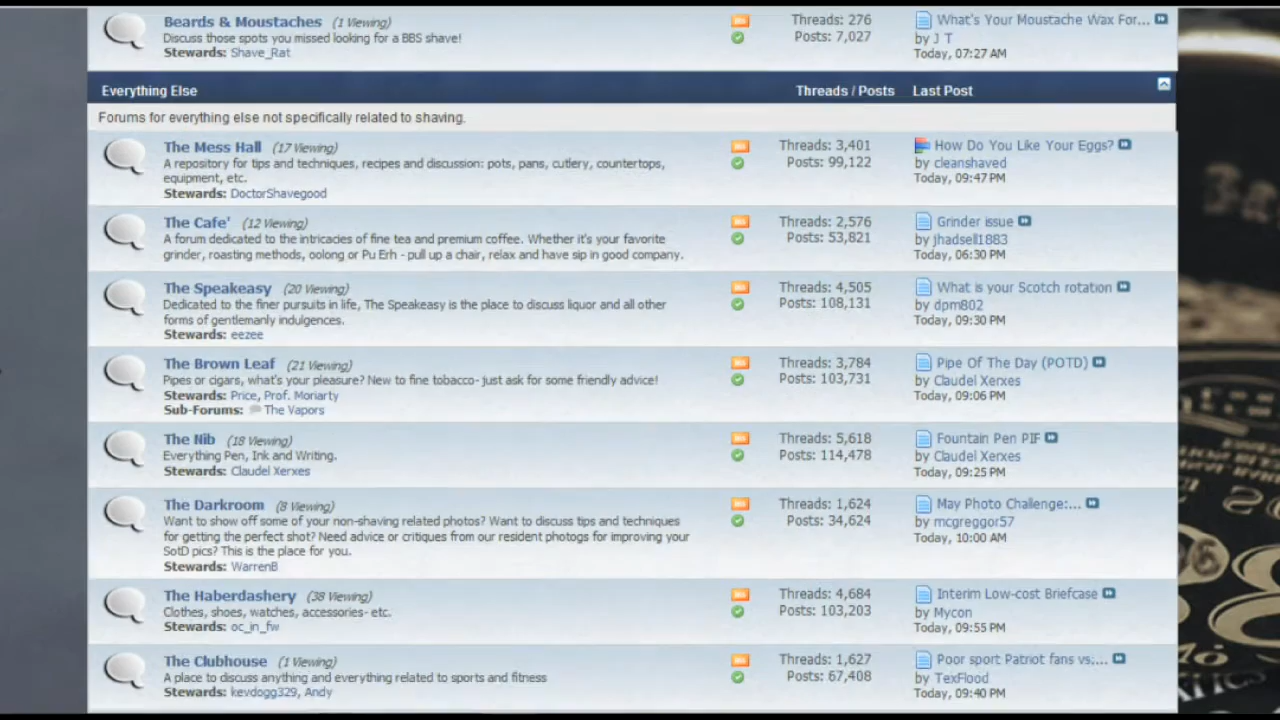 Beards & Moustaches (1 Viewing)
Discuss those spots you missed looking for a BBS shave!
Stewards: Shave_Rat
Threads: 276
Posts: 7,027
What's Your Moustache Wax For...
by J T
Today, 07:27 AM
Everything Else
Threads / Posts
Last Post
Forums for everything else not specifically related to shaving.
The Mess Hall (17 Viewing)
A repository for tips and techniques, recipes and discussion: pots, pans, cutlery, countertops,
equipment, etc.
Stewards: DoctorShavegood
Threads: 3,401
Posts: 99,122
How Do You Like Your Eggs?
by cleanshaved
Today, 09:47 PM
The Cafe' (12 Viewing)
A forum dedicated to the intricacies of fine tea and premium coffee. Whether it's your favorite
grinder, roasting methods, oolong or Pu Erh - pull up a chair, relax and have sip in good company.
Threads: 2,576
Posts: 53,821
Grinder issue
by jhadsell1883
Today, 06:30 PM
The Speakeasy (20 Viewing)
Dedicated to the finer pursuits in life, The Speakeasy is the place to discuss liquor and all other
forms of gentlemanly indulgences.
Stewards: eezee
Threads: 4,505
Posts: 108,131
What is your Scotch rotation
by dpm802
Today, 09:30 PM
The Brown Leaf (21 Viewing)
Pipes or cigars, what's your pleasure? New to fine tobacco- just ask for some friendly advice!
Stewards: Price, Prof. Moriarty
Sub-Forums: The Vapors
Threads: 3,784
Posts: 103,731
Pipe Of The Day (POTD)
by Claudel Xerxes
Today, 09:06 PM
The Nib (18 Viewing)
Everything Pen, Ink and Writing.
Stewards: Claudel Xerxes
Threads: 5,618
Posts: 114,478
Fountain Pen PIF
by Claudel Xerxes
Today, 09:25 PM
The Darkroom (8 Viewing)
Want to show off some of your non-shaving related photos? Want to discuss tips and techniques
for getting the perfect shot? Need advice or critiques from our resident photogs for improving your
SotD pics? This is the place for you.
Stewards: WarrenB
Threads: 1,624
Posts: 34,624
May Photo Challenge:...
by mcgreggor57
Today, 10:00 AM
The Haberdashery (38 Viewing)
Clothes, shoes, watches, accessories- etc.
Stewards: oc_in_fw
Threads: 4,684
Posts: 103,203
Interim Low-cost Briefcase
by Mycon
Today, 09:55 PM
The Clubhouse (1 Viewing)
A place to discuss anything and everything related to sports and fitness
Stewards: kevdogg329, Andy
Threads: 1,627
Posts: 67,408
Poor sport Patriot fans vs....
by TexFlood
Today, 09:40 PM